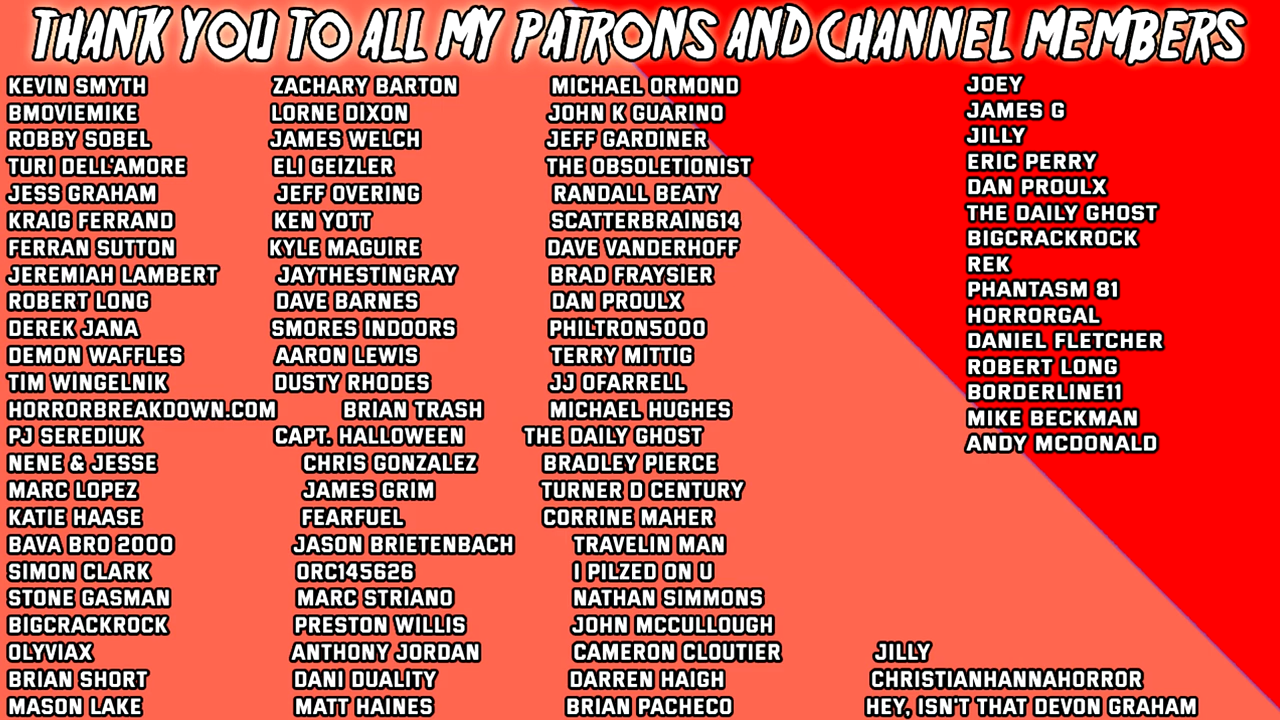 THANK YOU TO ALL MY PATRONS AND CHANNEL MEMBERS
KEVIN SMYTH
BMOVIEMIKE
ROBBY SOBEL
TURI DELL'AMORE
JESS GRAHAM
KRAIG FERRAND
FERRAN SUTTON
JEREMIAH LAMBERT
ROBERT LONG
DEREK JANA
DEMON WAFFLES
TIM WINGELNIK
HORRORBREAKDOWN.COM
PJ SEREDIUK
NENE & JESSE
MARC LOPEZ
KATIE HAASE
BAVA BRO 2000
SIMON CLARK
STONE GASMAN
BIGCRACKROCK
OLYVIAX
BRIAN SHORT
MASON LAKE
ZACHARY BARTON
LORNE DIXON
JAMES WELCH
ELI GEIZLER
JEFF OVERING
KEN YOTT
KYLE MAGUIRE
JAYTHESTINGRAY
DAVE BARNES
SMORES INDOORS
AARON LEWIS
DUSTY RHODES
BRIAN TRASH
CAPT. HALLOWEEN
CHRIS GONZALEZ
JAMES GRIM
FEARFUEL
JASON BRIETENBACH
ORC145626
MARC STRIANO
PRESTON WILLIS
ANTHONY JORDAN
DANI DUALITY
MATT HAINES
MICHAEL ORMOND
JOHN K GUARINO
JEFF GARDINER
THE OBSOLETIONIST
RANDALL BEATY
SCATTERBRAIN614
DAVE VANDERHOFF
BRAD FRAYSIER
DAN PROULX
PHILTRON5000
TERRY MITTIG
JJ OFARRELL
MICHAEL HUGHES
THE DAILY GHOST
BRADLEY PIERCE
TURNER D CENTURY
CORRINE MAHER
TRAVELIN MAN
I PILZED ON U
NATHAN SIMMONS
JOHN MCCULLOUGH
CAMERON CLOUTIER
DARREN HAIGH
BRIAN PACHECO
JOEY
JAMES G
JILLY
ERIC PERRY
DAN PROULX
THE DAILY GHOST
BIGCRACKROCK
REK
PHANTASM 81
HORRORGAL
DANIEL FLETCHER
ROBERT LONG
BORDERLINE11
MIKE BECKMAN
ANDY MCDONALD
JILLY
CHRISTIANHANNAHORROR
HEY, ISN'T THAT DEVON GRAHAM